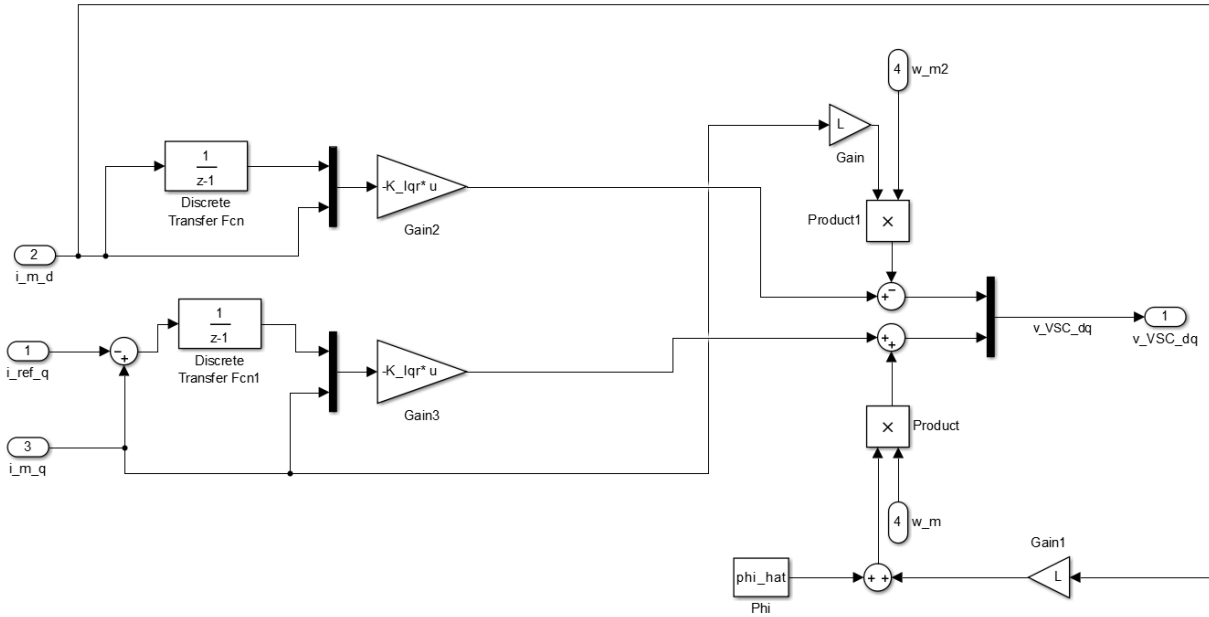 4
w_m2
L
Gain
1
z-1
Discrete
Transfer Fcn
-K_lqr* u
Gain2
Product1
×
2
i_m_d
+
−
1
z-1
Discrete
Transfer Fcn1
1
i_ref_q
−
+
-K_lqr* u
Gain3
+
+
v_VSC_dq
1
v_VSC_dq
3
i_m_q
×
Product
4
w_m
Gain1
L
phi_hat
Phi
+ +